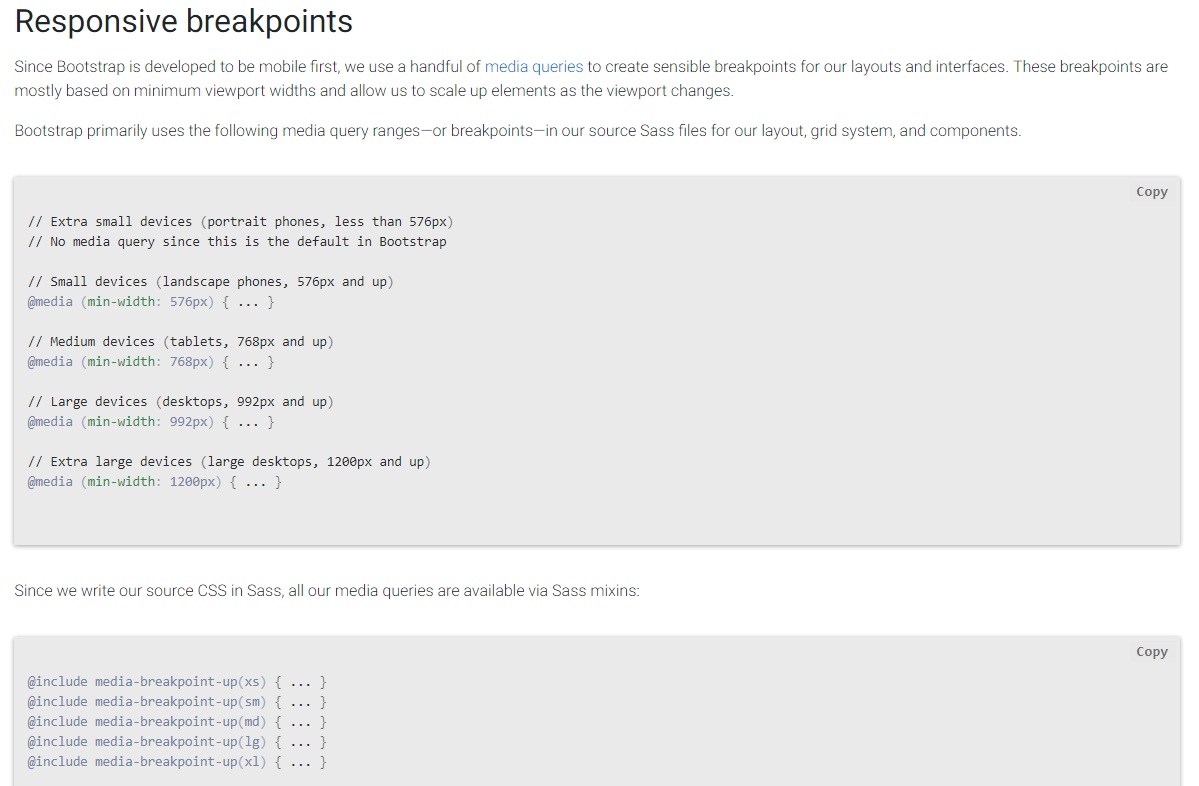 Responsive breakpoints
Since Bootstrap is developed to be mobile first, we use a handful of media queries to create sensible breakpoints for our layouts and interfaces. These breakpoints are
mostly based on minimum viewport widths and allow us to scale up elements as the viewport changes.
Bootstrap primarily uses the following media query ranges—or breakpoints—in our source Sass files for our layout, grid system, and components.
Copy
// Extra small devices (portrait phones, less than 576px)
// No media query since this is the default in Bootstrap
// Small devices (landscape phones, 576px and up)
@media (min-width: 576px) { ... }
// Medium devices (tablets, 768px and up)
@media (min-width: 768px) { ... }
// Large devices (desktops, 992px and up)
@media (min-width: 992px) { ... }
// Extra large devices (large desktops, 1200px and up)
@media (min-width: 1200px) { ... }
Since we write our source CSS in Sass, all our media queries are available via Sass mixins:
Copy
@include media-breakpoint-up(xs) { ... }
@include media-breakpoint-up(sm) { ... }
@include media-breakpoint-up(md) { ... }
@include media-breakpoint-up(lg) { ... }
@include media-breakpoint-up(xl) { ... }